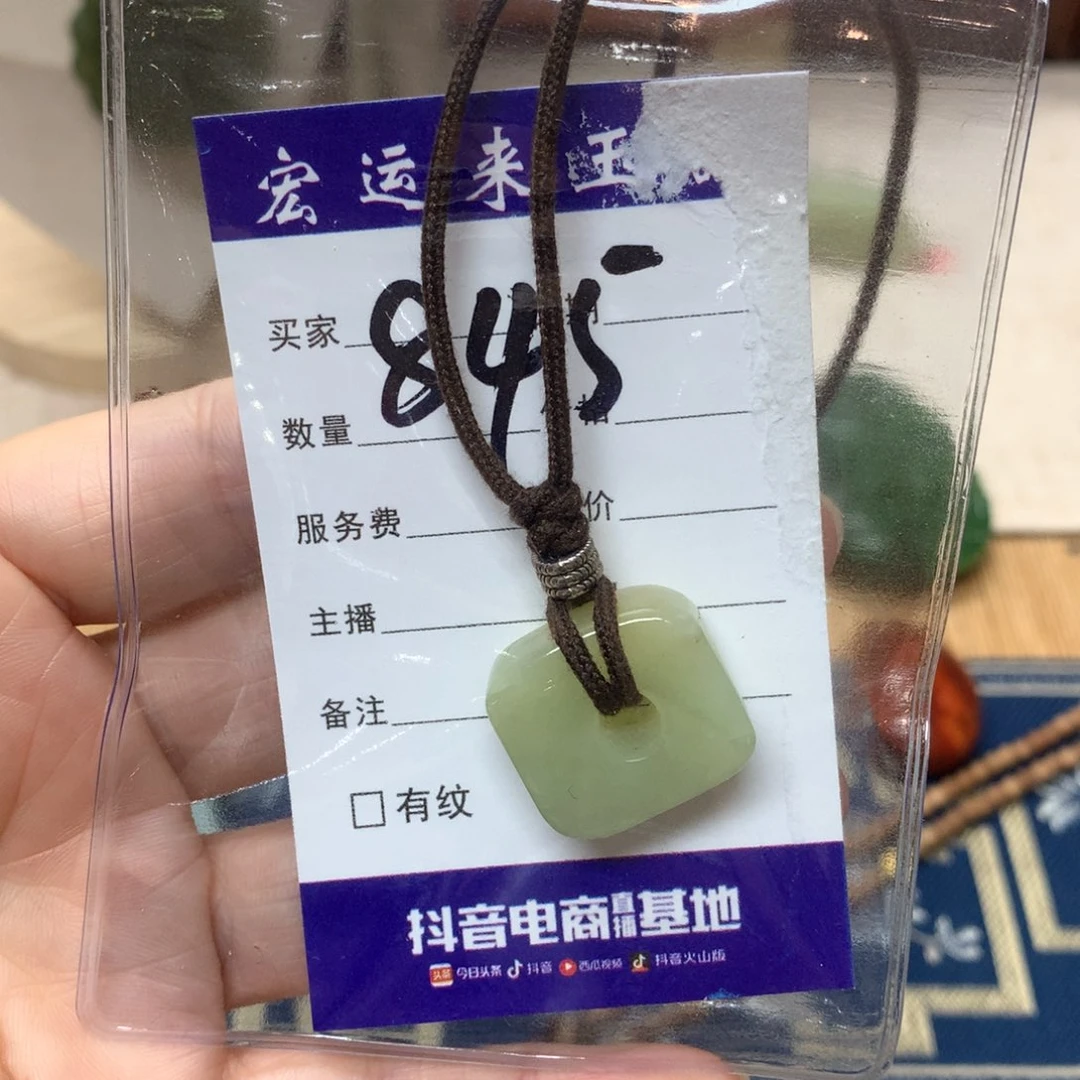 宏运来玉
买家
845
数量
服务费
价
主播
备注
□有纹
抖音电商直播基地
头条 今日头条 抖音 西瓜视频 抖音火山版